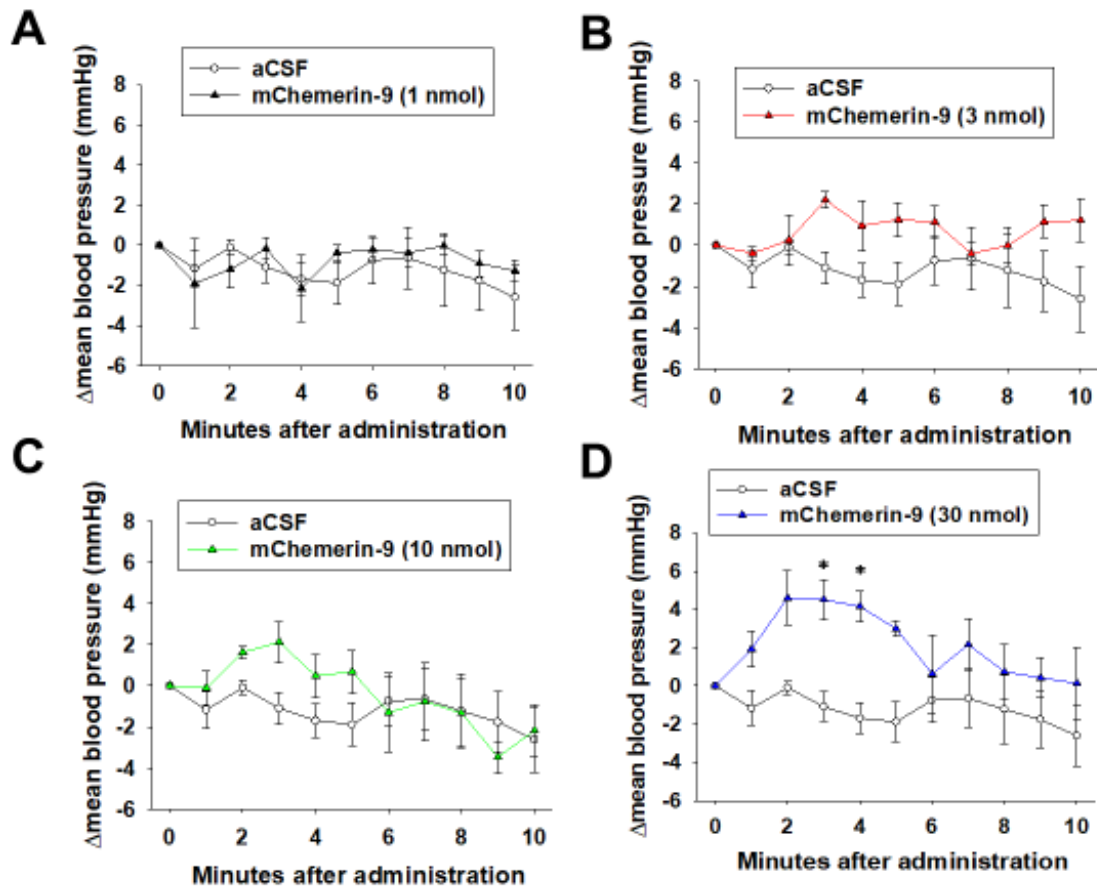 A
Δmean blood pressure (mmHg)
aCSF
mChemerin-9 (1 nmol)
8
6
4
2
0
-2
-4
-6
0 2 4 6 8 10
Minutes after administration
B
Δmean blood pressure (mmHg)
aCSF
mChemerin-9 (3 nmol)
8
6
4
2
0
-2
-4
-6
0 2 4 6 8 10
Minutes after administration
C
Δmean blood pressure (mmHg)
aCSF
mChemerin-9 (10 nmol)
8
6
4
2
0
-2
-4
-6
0 2 4 6 8 10
Minutes after administration
D
Δmean blood pressure (mmHg)
aCSF
mChemerin-9 (30 nmol)
8
6
4
2
0
-2
-4
-6
* *
0 2 4 6 8 10
Minutes after administration